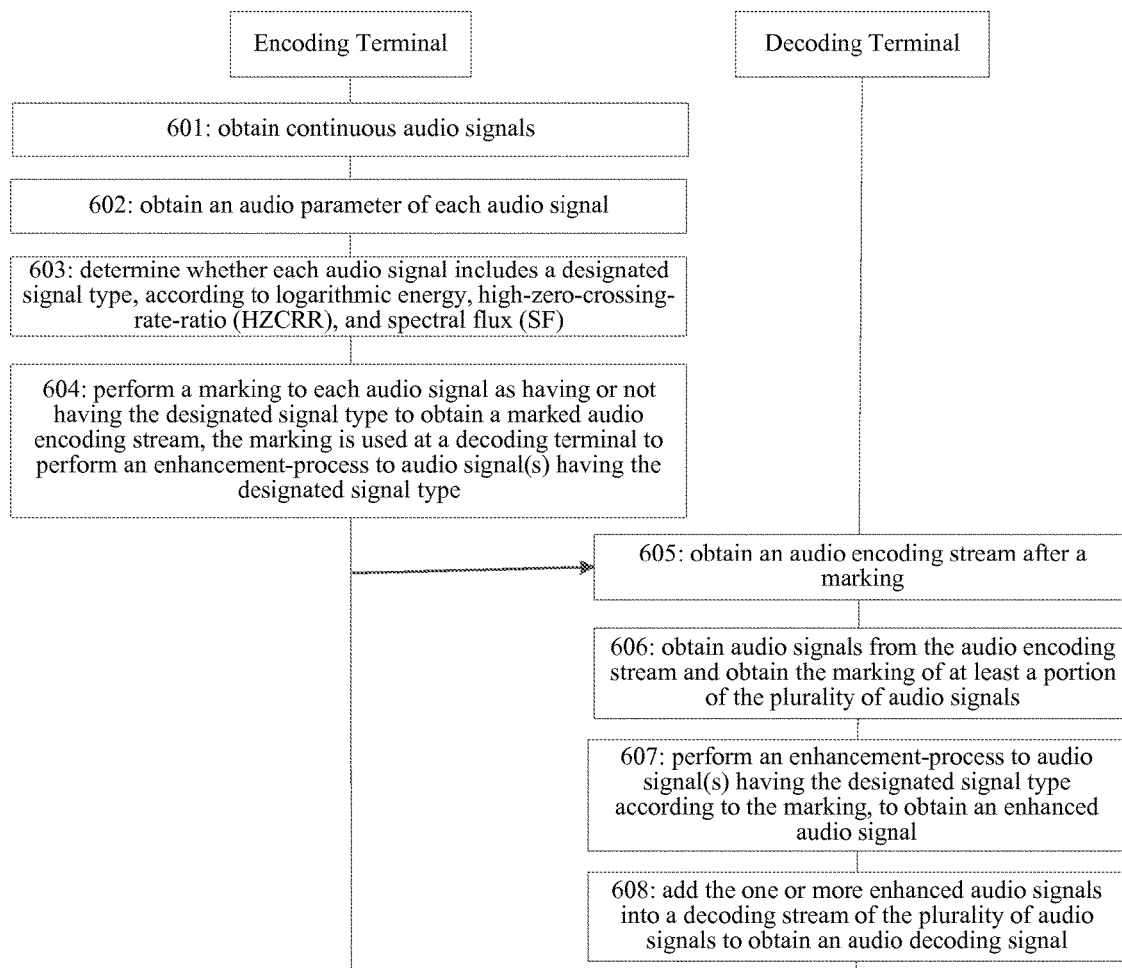 Encoding Terminal
Decoding Terminal
601: obtain continuous audio signals
602: obtain an audio parameter of each audio signal
603: determine whether each audio signal includes a designated
signal type, according to logarithmic energy, high-zero-crossing-
rate-ratio (HZCRR), and spectral flux (SF)
604: perform a marking to each audio signal as having or not
having the designated signal type to obtain a marked audio
encoding stream, the marking is used at a decoding terminal to
perform an enhancement-process to audio signal(s) having the
designated signal type
605: obtain an audio encoding stream after a
marking
606: obtain audio signals from the audio encoding
stream and obtain the marking of at least a portion
of the plurality of audio signals
607: perform an enhancement-process to audio
signal(s) having the designated signal type
according to the marking, to obtain an enhanced
audio signal
608: add the one or more enhanced audio signals
into a decoding stream of the plurality of audio
signals to obtain an audio decoding signal